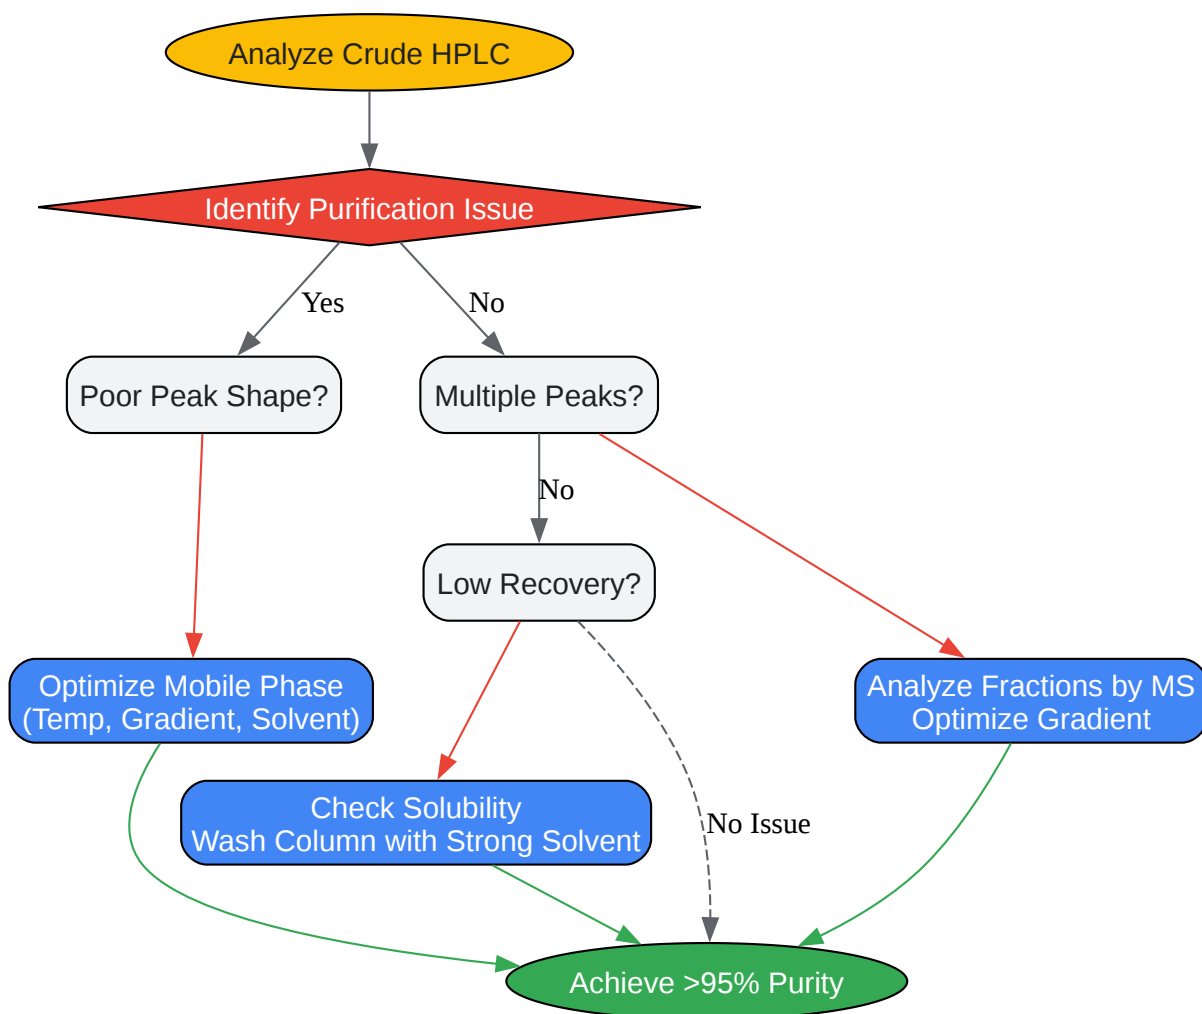 Analyze Crude HPLC
Identify Purification Issue
Yes
No
Poor Peak Shape?
Multiple Peaks?
No
Low Recovery?
Optimize Mobile Phase
(Temp, Gradient, Solvent)
Analyze Fractions by MS
Optimize Gradient
Check Solubility
Wash Column with Strong Solvent
No Issue
Achieve >95% Purity